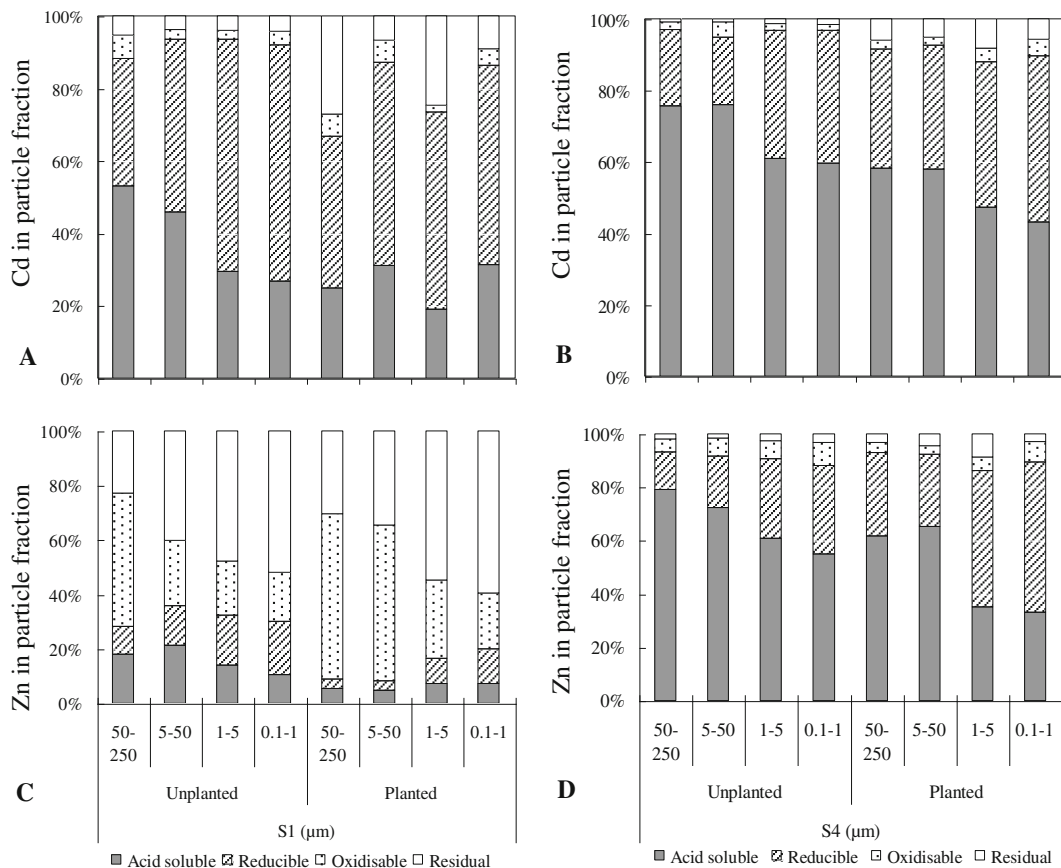 Cd in particle fraction
100%
80%
60%
40%
20%
0%
A
Cd in particle fraction
100%
80%
60%
40%
20%
0%
B
Zn in particle fraction
100%
80%
60%
40%
20%
0%
50-250 5-50 1-5 0.1-1 50-250 5-50 1-5 0.1-1
C
Unplanted Planted
S1 (µm)
Acid soluble Reducible Oxidisable Residual
Zn in particle fraction
100%
80%
60%
40%
20%
0%
50-250 5-50 1-5 0.1-1 50-250 5-50 1-5 0.1-1
D
Unplanted Planted
S4 (µm)
Acid soluble Reducible Oxidisable Residual